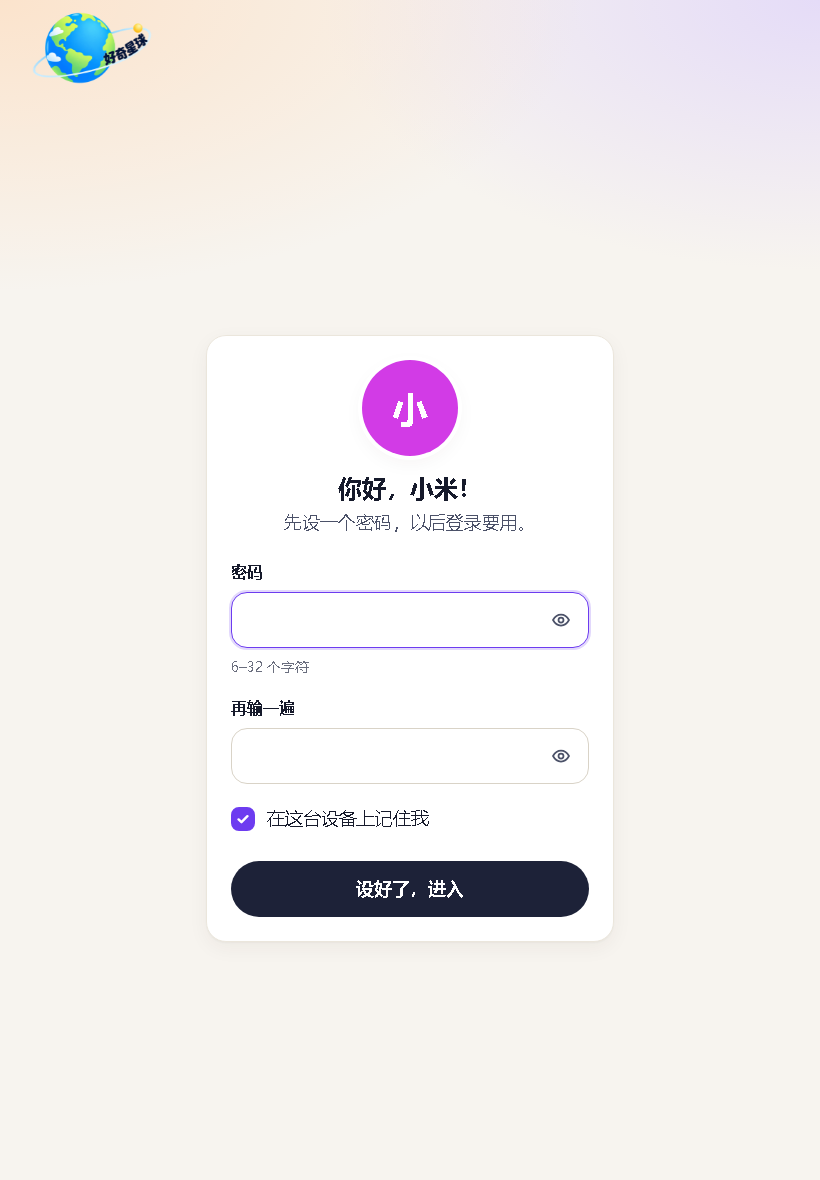 好奇星球
小
你好，小米！
先设一个密码，以后登录要用。
密码
6–32 个字符
再输一遍
在这台设备上记住我
设好了，进入